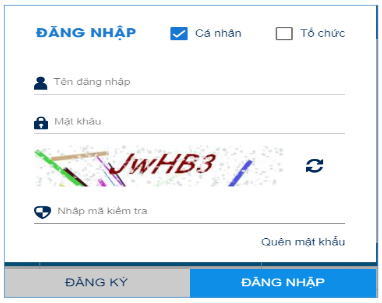 ĐĂNG NHẬP Cá nhân Tổ chức
Tên đăng nhập
Mật khẩu
JwHB3
Nhập mã kiểm tra
Quên mật khẩu
ĐĂNG KÝ ĐĂNG NHẬP